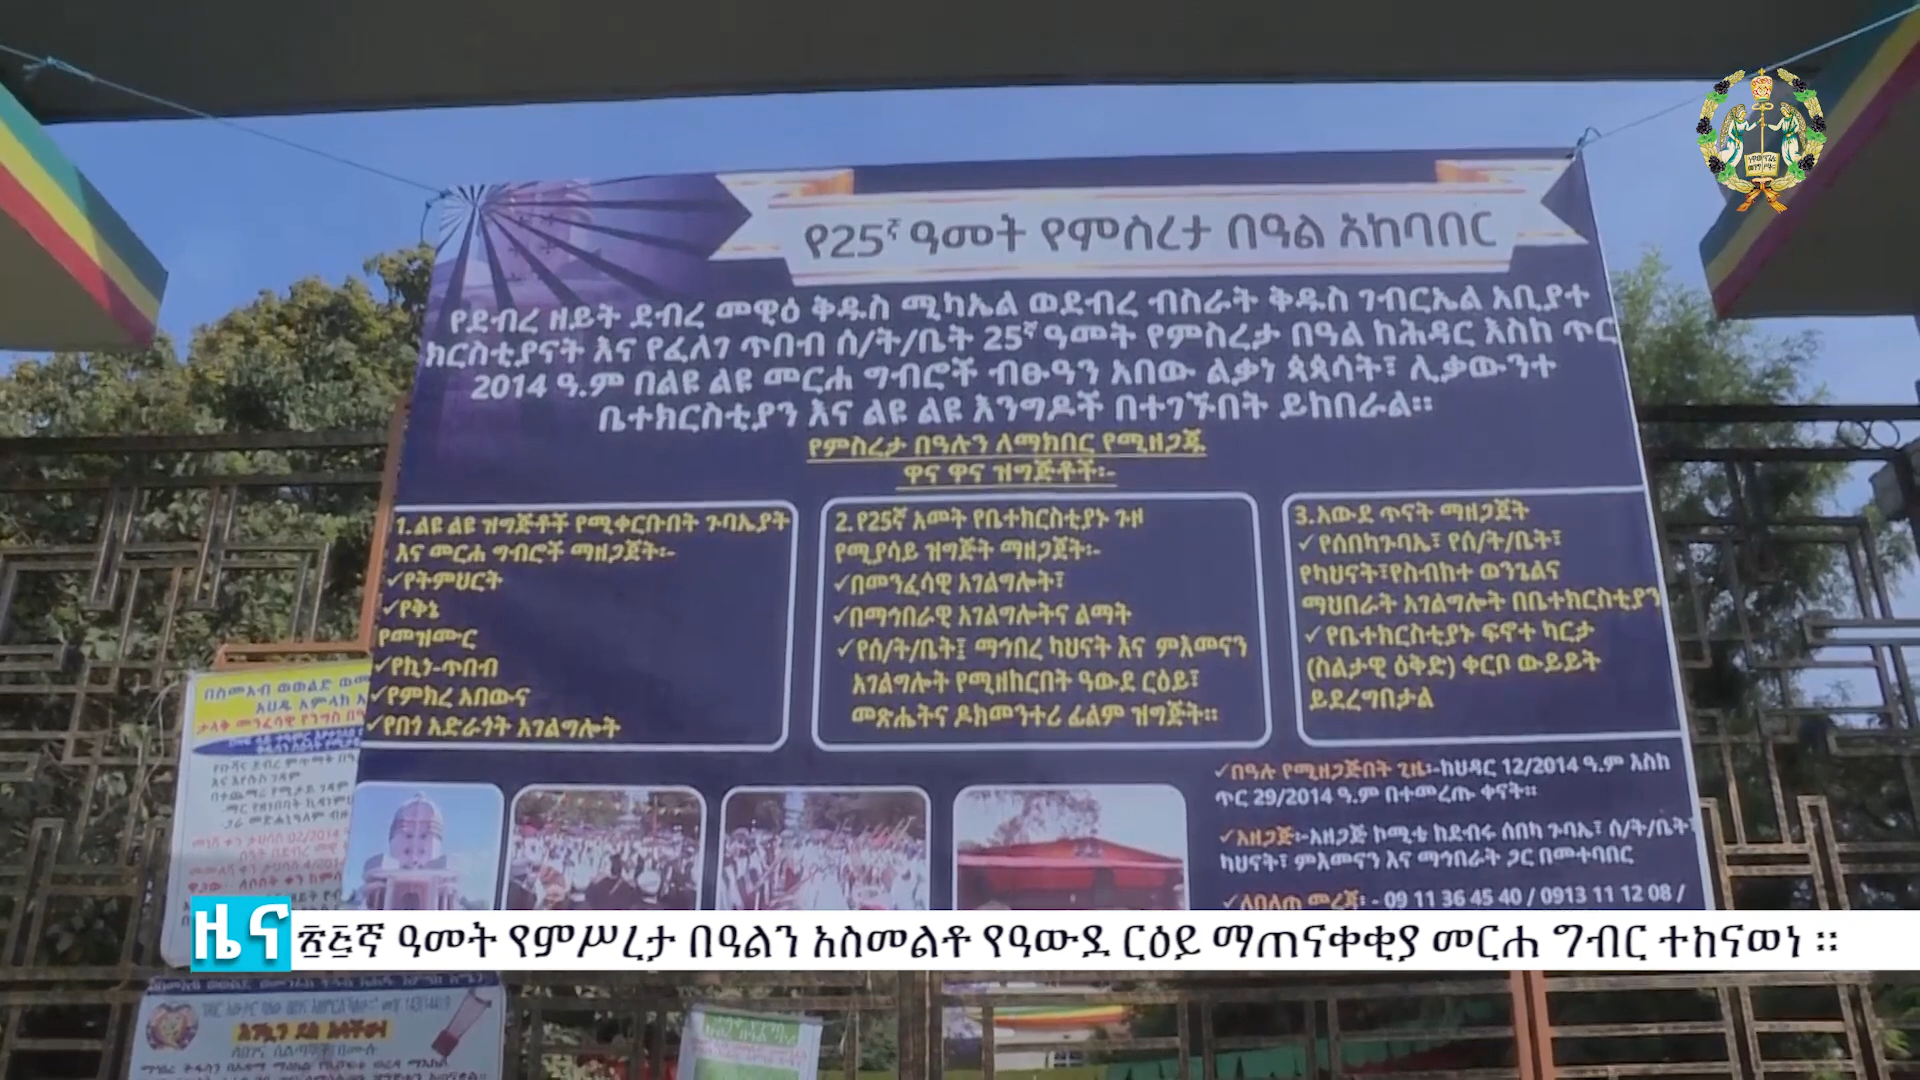 የ25ኛ ዓመት የምስረታ በዓል አከባበር
የደብረ ዘይት ደብረ መዊዕ ቅዱስ ሚካኤል ወደብረ ብስራት ቅዱስ ገብርኤል አቢያተ
ክርስቲያናት እና የፈለገ ጥበብ ሰ/ት/ቤት 25ኛ ዓመት የምስረታ በዓል ከሕዳር እስከ ጥር
2014 ዓ.ም በልዩ ልዩ መርሐ ግብሮች ብፁዓን አበው ልቃነ ጳጳሳት፣ ሊቃውንተ
ቤተክርስቲያን እና ልዩ ልዩ እንግዶች በተገኙበት ይከበራል።
የምስረታ በዓሉን ለማክበር የሚዘጋጁ
ዋና ዋና ዝግጅቶች፡-
1.ልዩ ልዩ ዝግጅቶች የሚቀርቡበት ጉባኤያት
እና መርሐ ግብሮች ማዘጋጀት፡-
✓የትምህርት
✓የቅኔ
የመዝሙር
✓የኪነ-ጥበብ
✓የምክረ አበውና
✓የበጎ አድራጎት አገልግሎት
2.የ25ኛ አመት የቤተክርስቲያኑ ጉዞ
የሚያሳይ ዝግጅት ማዘጋጀት፡-
✓በመንፈሳዊ አገልግሎት፣
✓በማኅበራዊ አገልግሎትና ልማት
✓የሰ/ት/ቤት፤ ማኅበረ ካህናት እና ምእመናን
አገልግሎት የሚዘከርበት ዓውደ ርዕይ፣
መጽሔትና ዶክመንተሪ ፊልም ዝግጅት።
3.አውደ ጥናት ማዘጋጀት
✓የሰበካጉባኤ፣ የሰ/ት/ቤት፣
የካህናት፣የስብከተ ወንጌልና
ማህበራት አገልግሎት በቤተክርስቲያን
✓የቤተክርስቲያኑ ፍኖተ ካርታ
(ስልታዊ ዕቅድ) ቀርቦ ውይይት
ይደረግበታል
✓በዓሉ የሚዘጋጅበት ጊዜ፡-ከህዳር 12/2014 ዓ.ም እስከ
ጥር 29/2014 ዓ.ም በተመረጡ ቀናት።
✓አዘጋጅ፡-አዘጋጅ ኮሚቴ ከደብሩ ሰበካ ጉባኤ፣ ሰ/ት/ቤት፣
ካህናት፣ ምእመናን እና ማኅበራት ጋር በመተባበር
✓ለበለጠ መረጃ፡- 09 11 36 45 40 / 0913 11 12 08 /
ዜና ፳፭ኛ ዓመት የምሥረታ በዓልን አስመልቶ የዓውደ ርዕይ ማጠናቀቂያ መርሐ ግብር ተከናወነ ።